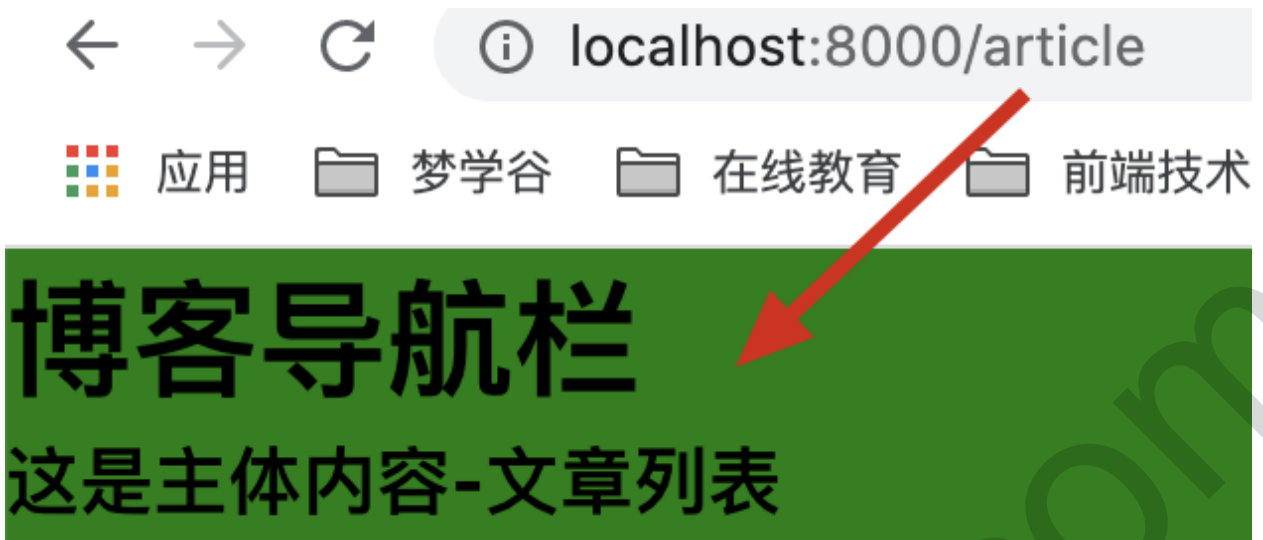 localhost:8000/article
应用 梦学谷 在线教育 前端技术
博客导航栏
这是主体内容-文章列表
om